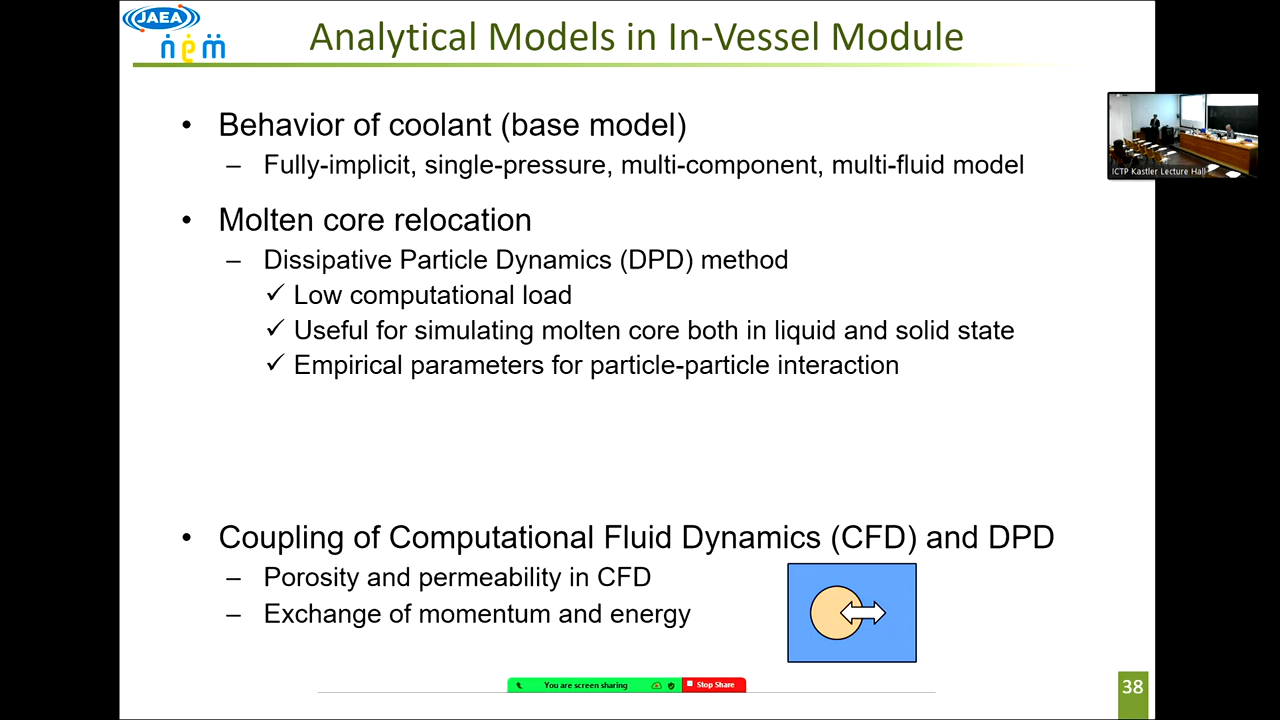 JAEA
nem
Analytical Models in In-Vessel Module
• Behavior of coolant (base model)
– Fully-implicit, single-pressure, multi-component, multi-fluid model
ICTP Kastler Lecture Hall
• Molten core relocation
– Dissipative Particle Dynamics (DPD) method
✓ Low computational load
✓ Useful for simulating molten core both in liquid and solid state
✓ Empirical parameters for particle-particle interaction
• Coupling of Computational Fluid Dynamics (CFD) and DPD
– Porosity and permeability in CFD
– Exchange of momentum and energy
You are screen sharing
Stop Share
38